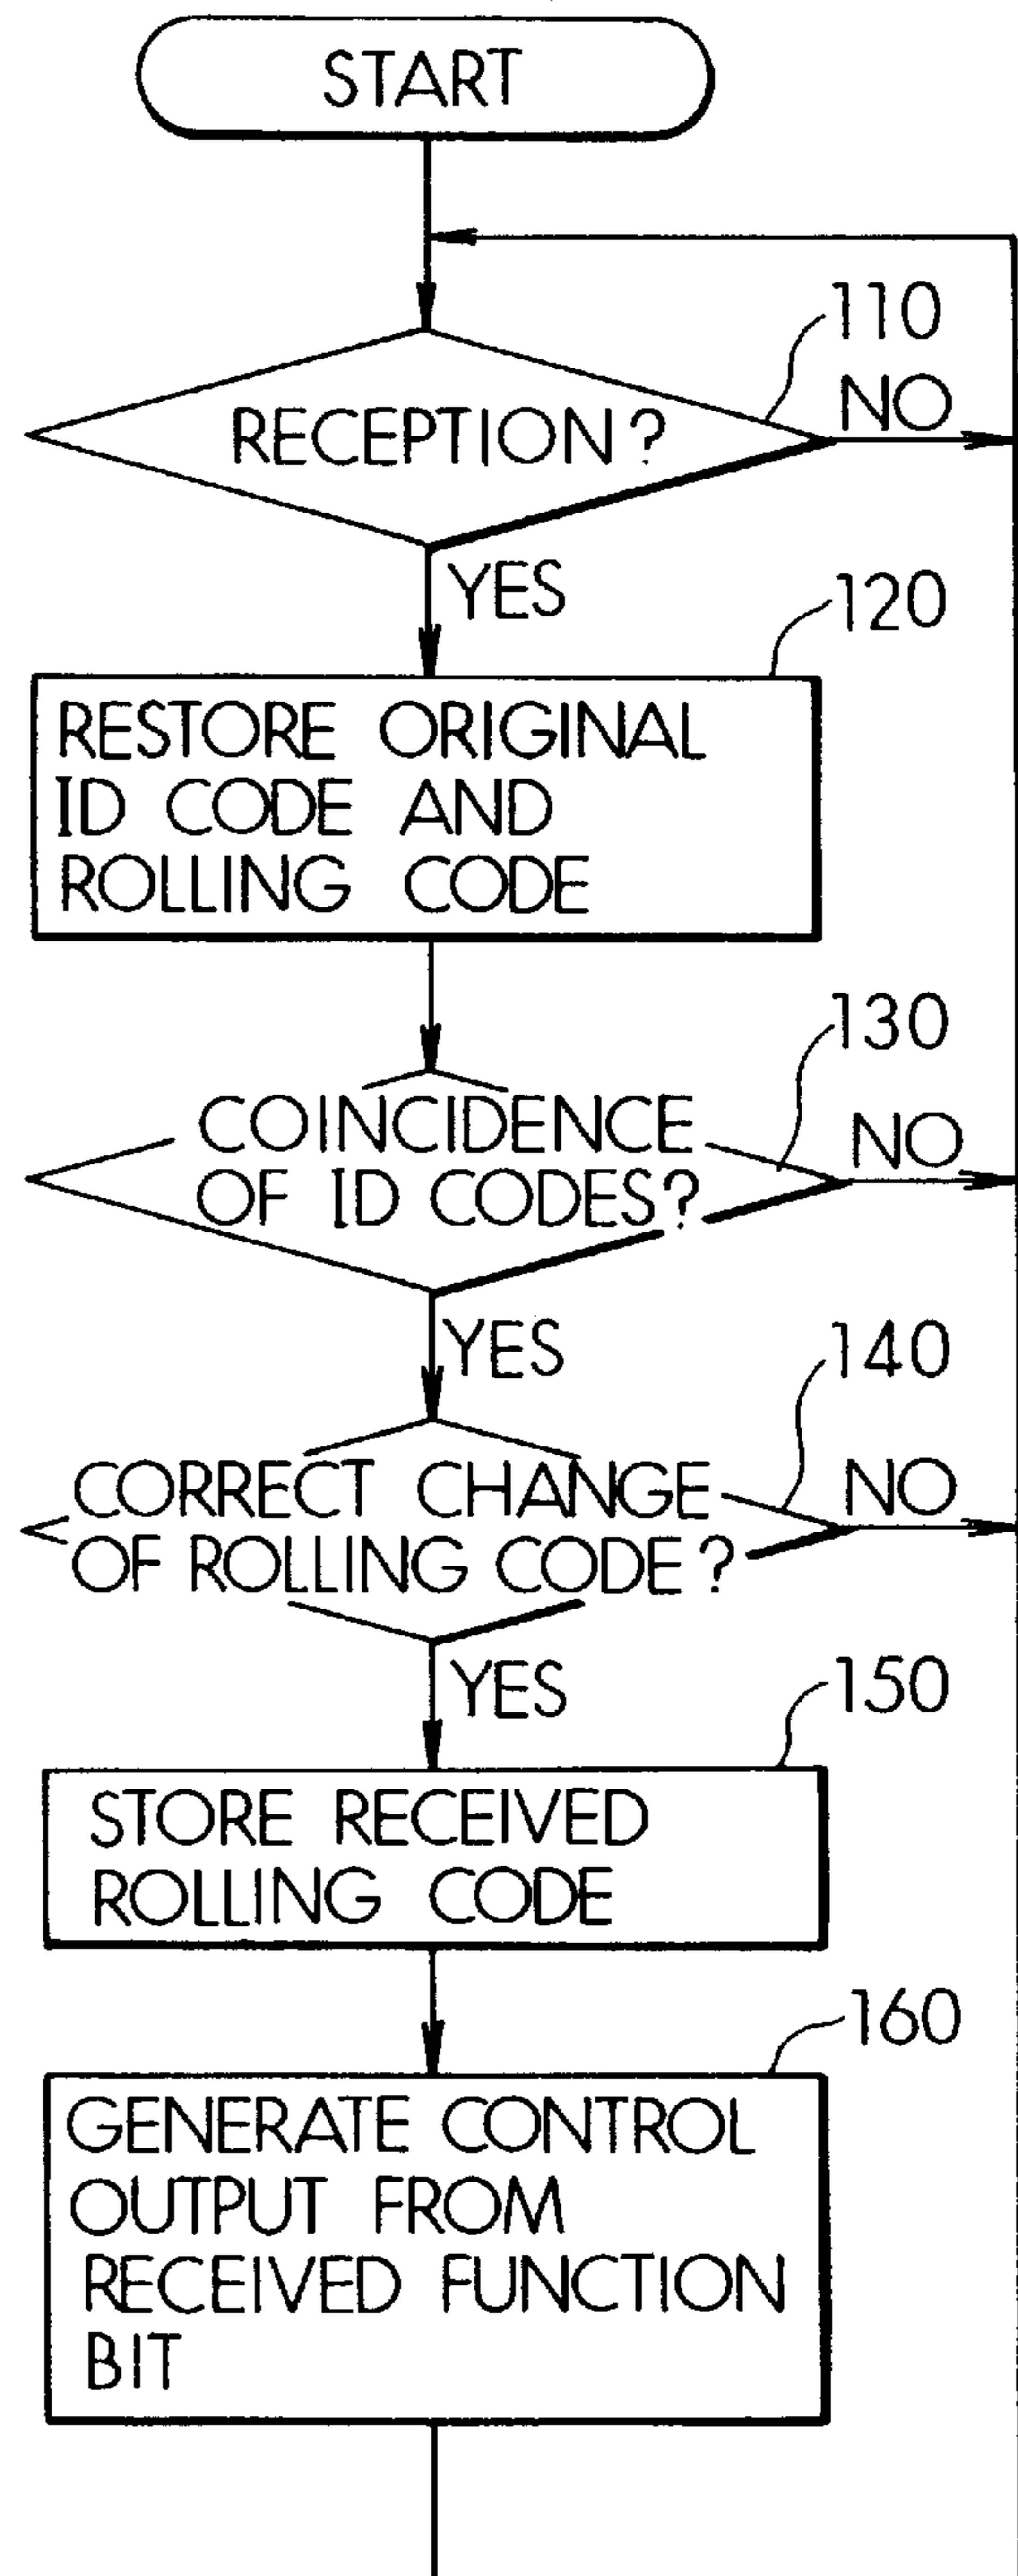 START
110
RECEPTION?
NO
YES
120
RESTORE ORIGINAL
ID CODE AND
ROLLING CODE
130
COINCIDENCE
OF ID CODES?
NO
YES
140
CORRECT CHANGE
OF ROLLING CODE?
NO
YES
150
STORE RECEIVED
ROLLING CODE
160
GENERATE CONTROL
OUTPUT FROM
RECEIVED FUNCTION
BIT